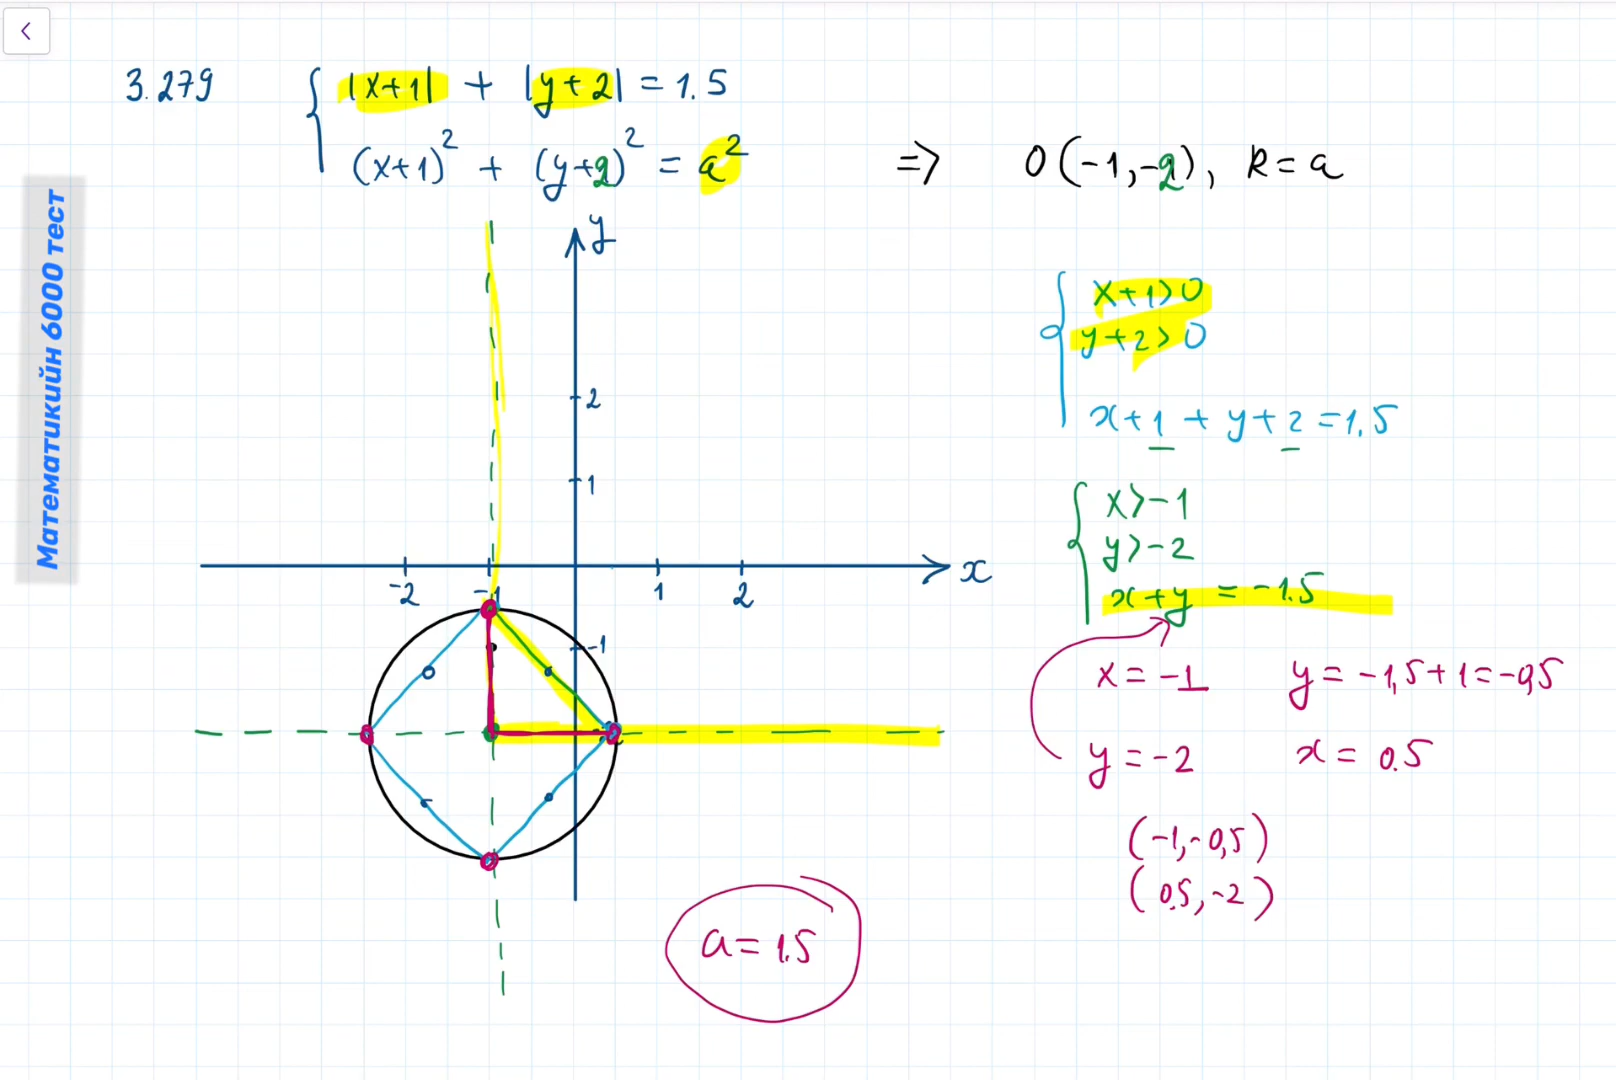 3.279
|x+1| + |y+2| = 1.5
(x+1)² + (y+2)² = a²
=> O(-1,-2), R=a
Математикийн 6000 тест
y
2
1
x
-2 -1 1 2
-1
x+1>0
y+2>0
x+1 + y+2 =1.5
x>-1
y>-2
x+y = -1.5
x = -1 y = -1,5+1=-0,5
y = -2 x = 0.5
(-1,-0,5)
(0.5,-2)
a= 1.5